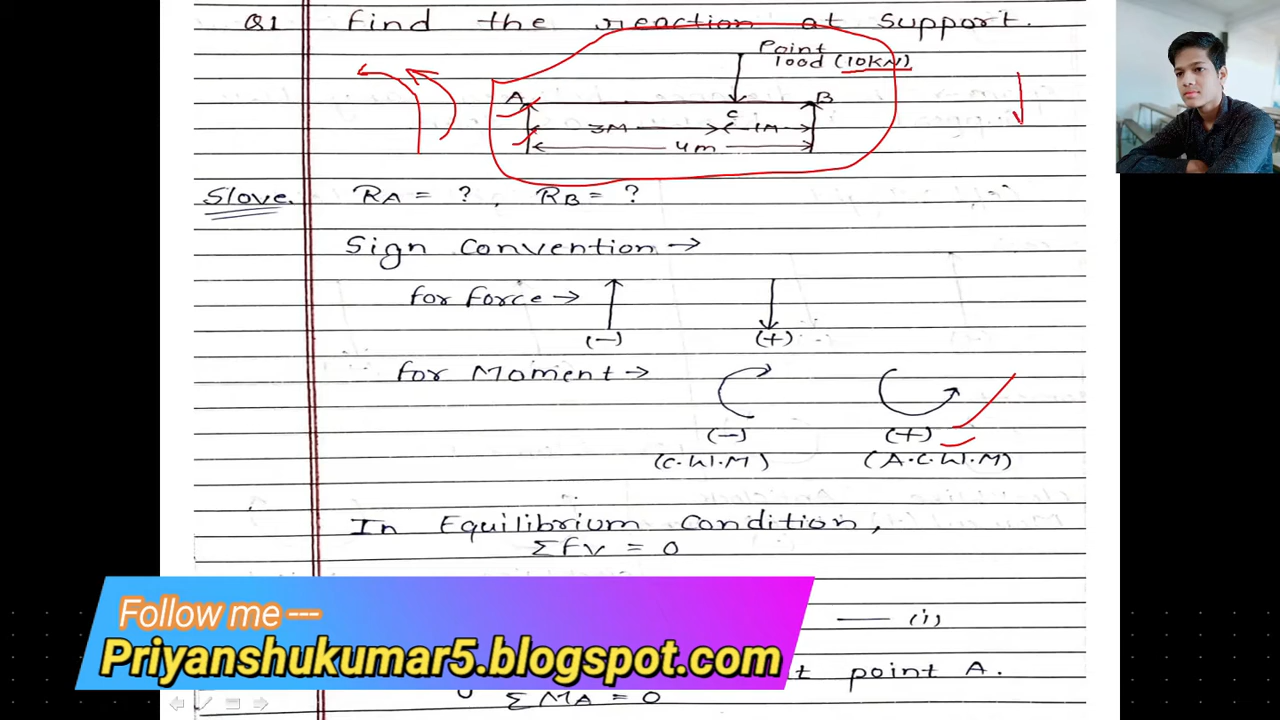 Q1 Find the reaction at support.
Point
load (10KN)
A B
C
3M 1M
4m
Slove. RA = ? , RB = ?
Sign Convention →
for force →
(-) (+)
for Moment →
(-) (+)
(C.W.M) (A.C.W.M)
In Equilibrium Condition,
ΣFV = 0
Follow me ---
(i)
Priyanshukumar5.blogspot.com
point A.
ΣMA = 0